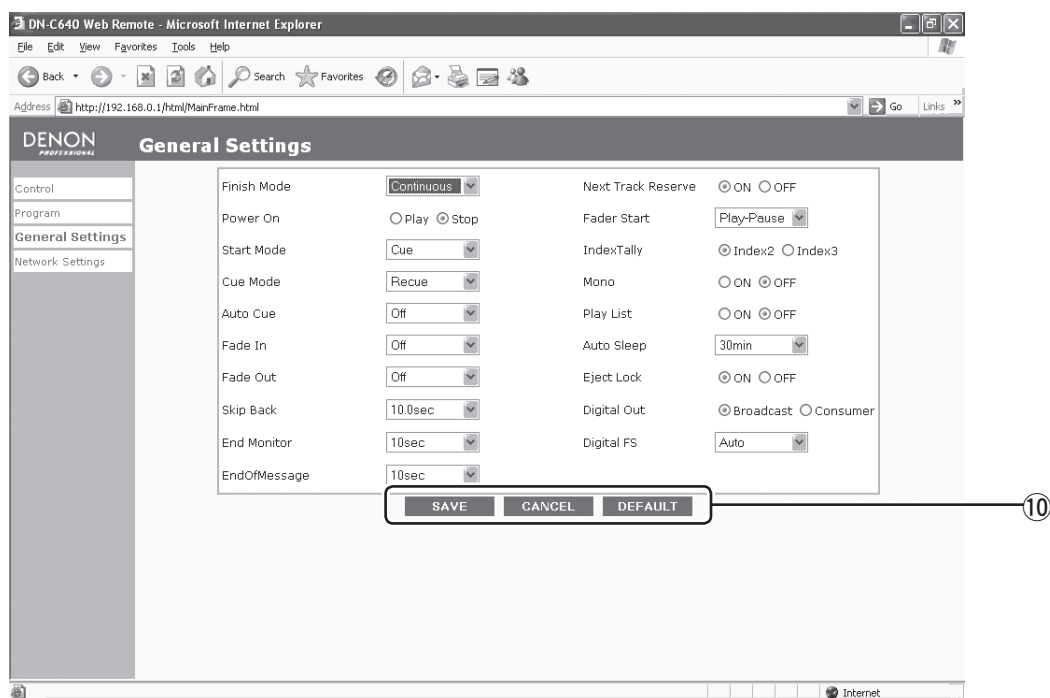 DN-C640 Web Remote - Microsoft Internet Explorer
File Edit View Favorites Tools Help
Back Search Favorites
Address http://192.168.0.1/html/MainFrame.html Go Links »
DENON
PROFESSIONAL
General Settings
Control
Program
General Settings
Network Settings
Finish Mode Continuous Next Track Reserve ON OFF
Power On Play Stop Fader Start Play-Pause
Start Mode Cue IndexTally Index2 Index3
Cue Mode Recue Mono ON OFF
Auto Cue Off Play List ON OFF
Fade In Off Auto Sleep 30min
Fade Out Off Eject Lock ON OFF
Skip Back 10.0sec Digital Out Broadcast Consumer
End Monitor 10sec Digital FS Auto
EndOfMessage 10sec
SAVE CANCEL DEFAULT
⑩
Internet